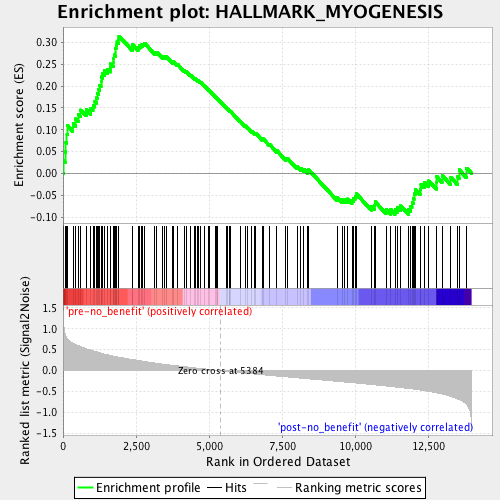 Enrichment plot: HALLMARK_MYOGENESIS
Enrichment score (ES)
0.30
0.25
0.20
0.15
0.10
0.05
0.00
-0.05
-0.10
'pre-no_benefit' (positively correlated)
Ranked list metric (Signal2Noise)
1.5
1.0
0.5
0.0
-0.5
-1.0
-1.5
Zero cross at 5384
'post-no_benefit' (negatively correlated)
0
2,500
5,000
7,500
10,000
12,500
Rank in Ordered Dataset
Enrichment profile
Hits
Ranking metric scores